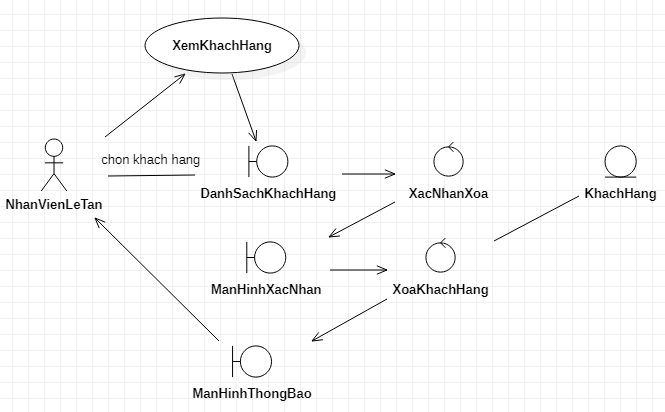 XemKhachHang
chon khach hang
NhanVienLeTan
DanhSachKhachHang
XacNhanXoa
KhachHang
ManHinhXacNhan
XoaKhachHang
ManHinhThongBao